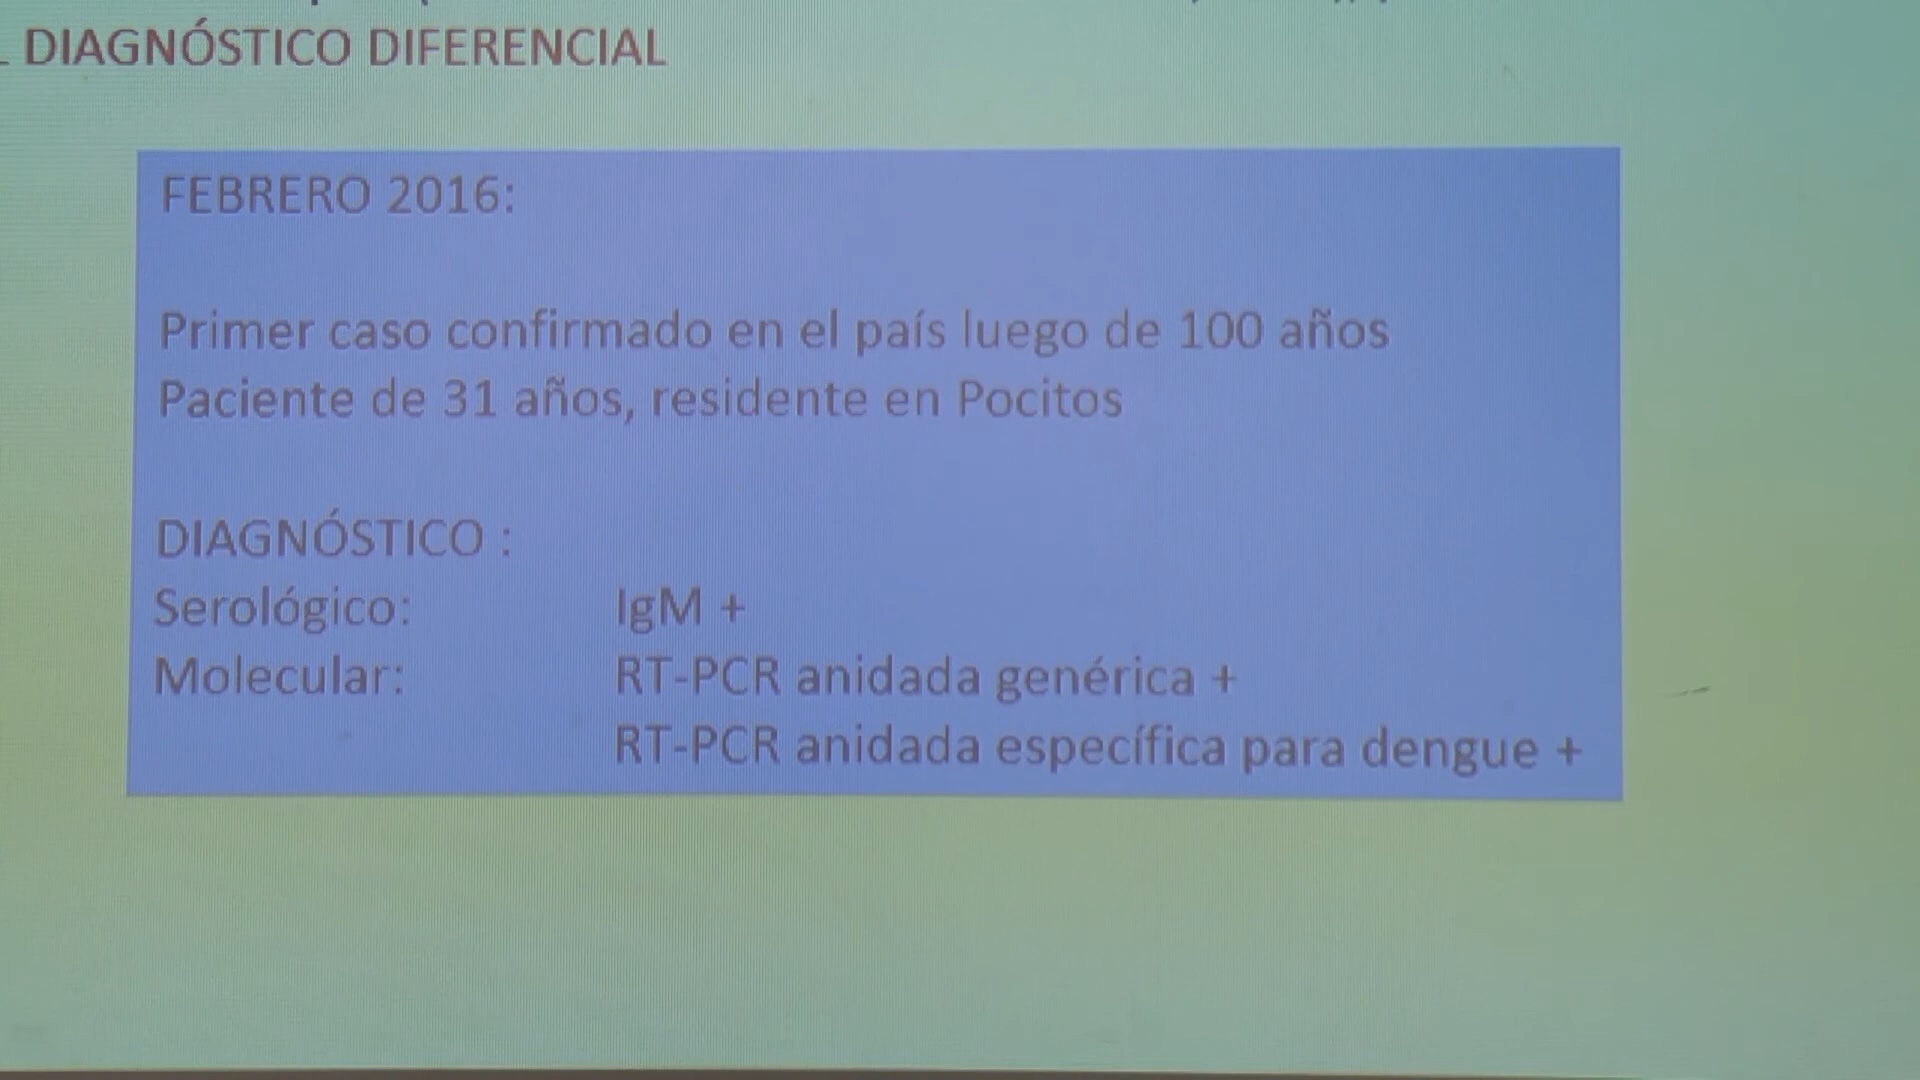 DIAGNÓSTICO DIFERENCIAL
FEBRERO 2016:
Primer caso confirmado en el país luego de 100 años
Paciente de 31 años, residente en Pocitos
DIAGNÓSTICO :
Serológico: IgM +
Molecular: RT-PCR anidada genérica +
RT-PCR anidada específica para dengue +